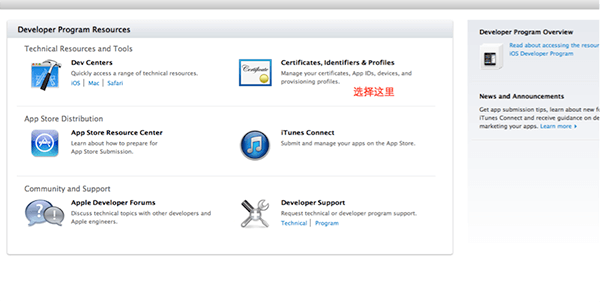 Developer Program Resources
Technical Resources and Tools
Dev Centers
Quickly access a range of technical resources.
iOS | Mac | Safari
Certificates, Identifiers & Profiles
Manage your certificates, App IDs, devices, and
provisioning profiles.
选择这里
App Store Distribution
App Store Resource Center
Learn about how to prepare for
App Store Submission.
iTunes Connect
Submit and manage your apps on the App Store.
Community and Support
Apple Developer Forums
Discuss technical topics with other developers and
Apple engineers.
Developer Support
Request technical or developer program support.
Technical | Program
Developer Program Overview
Read about accessing the resour
iOS Developer Program
News and Announcements
Get app submission tips, learn about new f
iTunes Connect and receive guidance on de
marketing your apps. Learn more ›